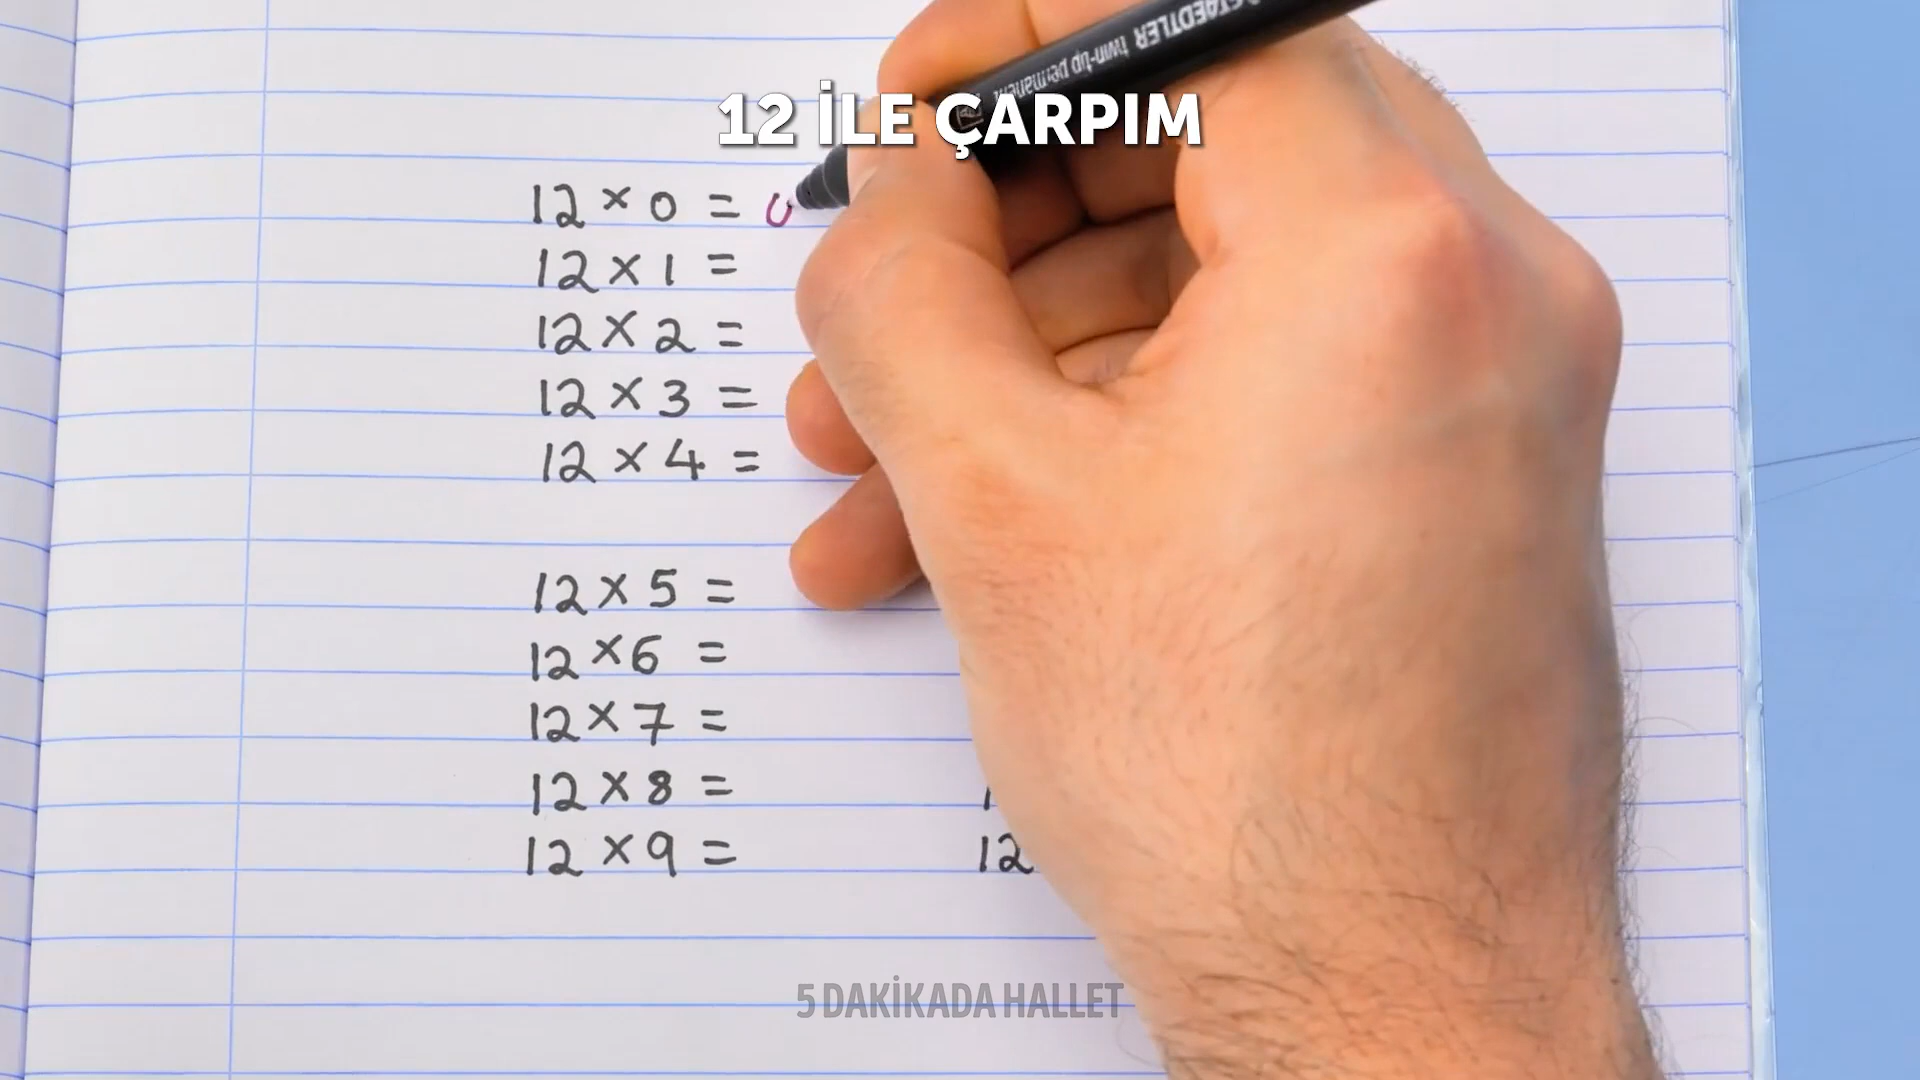 STAEDTLER twin-tip permanent
12 İLE ÇARPIM
12 × 0 = 0
12 × 1 =
12 × 2 =
12 × 3 =
12 × 4 =
12 × 5 =
12 × 6 =
12 × 7 =
12 × 8 =
12 × 9 =
12
5 DAKİKADA HALLET